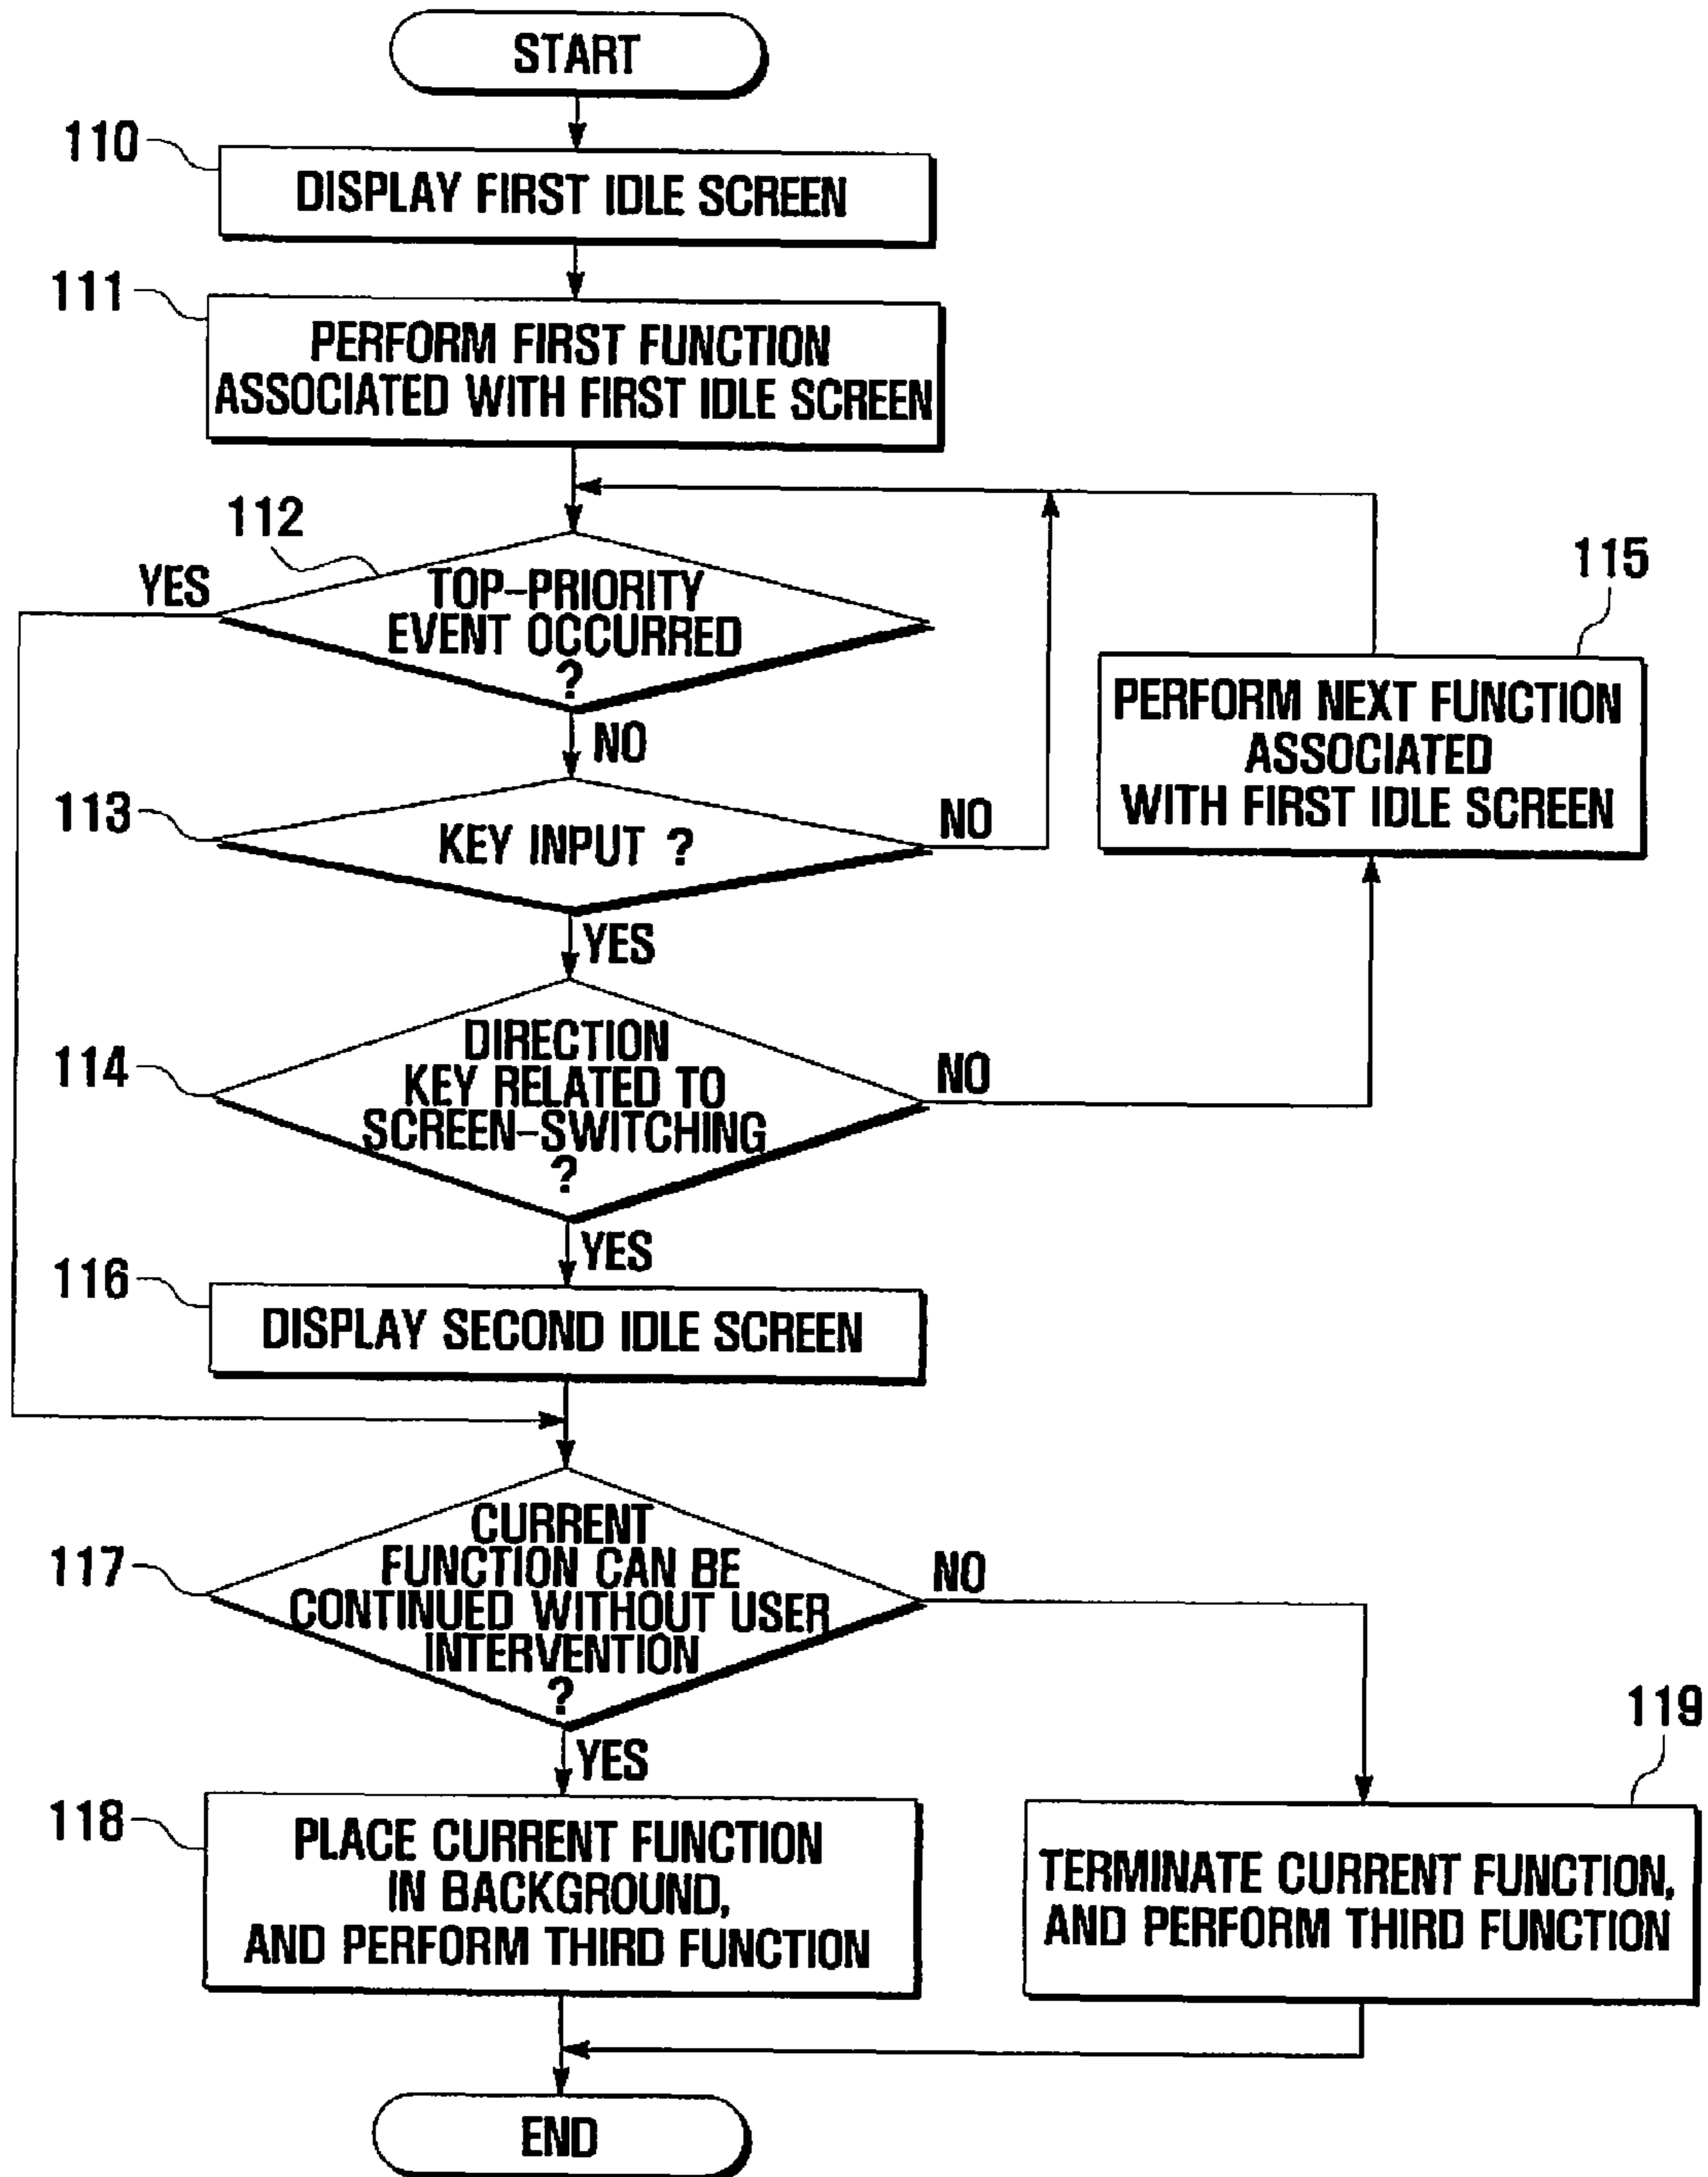 START
110
DISPLAY FIRST IDLE SCREEN
111
PERFORM FIRST FUNCTION
ASSOCIATED WITH FIRST IDLE SCREEN
112
YES
TOP-PRIORITY
EVENT OCCURRED
?
NO
115
PERFORM NEXT FUNCTION
ASSOCIATED
WITH FIRST IDLE SCREEN
113
KEY INPUT ?
NO
YES
114
DIRECTION
KEY RELATED TO
SCREEN-SWITCHING
?
NO
YES
116
DISPLAY SECOND IDLE SCREEN
117
CURRENT
FUNCTION CAN BE
CONTINUED WITHOUT USER
INTERVENTION
?
NO
YES
118
PLACE CURRENT FUNCTION
IN BACKGROUND,
AND PERFORM THIRD FUNCTION
119
TERMINATE CURRENT FUNCTION,
AND PERFORM THIRD FUNCTION
END